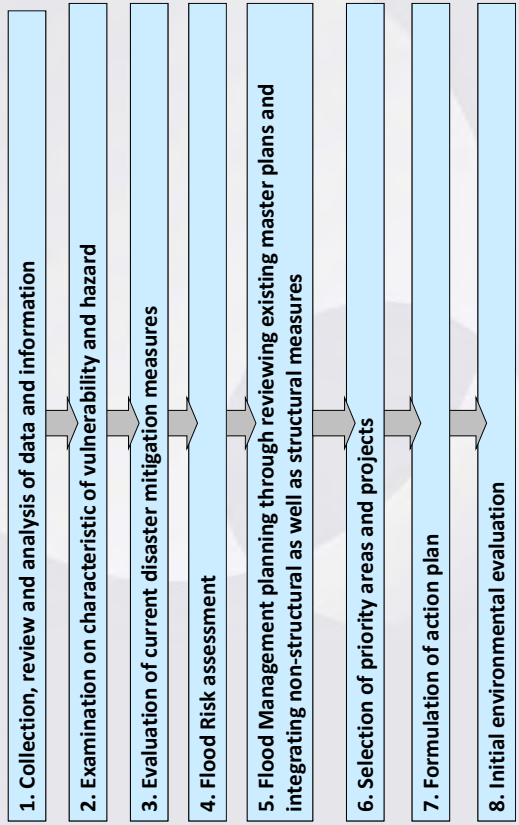 1. Collection, review and analysis of data and information
2. Examination on characteristic of vulnerability and hazard
3. Evaluation of current disaster mitigation measures
4. Flood Risk assessment
5. Flood Management planning through reviewing existing master plans and
integrating non-structural as well as structural measures
6. Selection of priority areas and projects
7. Formulation of action plan
8. Initial environmental evaluation